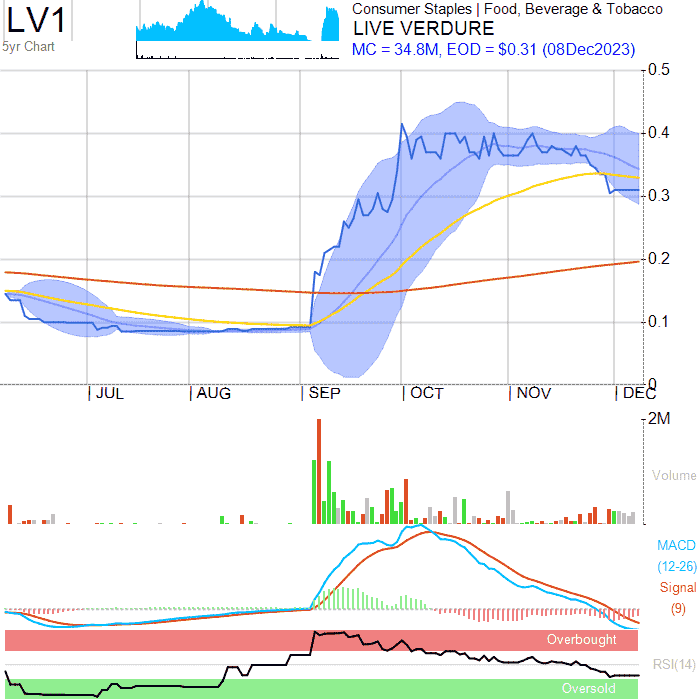 LV1
5yr Chart
Consumer Staples | Food, Beverage & Tobacco
LIVE VERDURE
MC = 34.8M, EOD = $0.31 (08Dec2023)
0.5
0.4
0.3
0.2
0.1
0
JUL AUG SEP OCT NOV DEC
2M
Volume
MACD
(12-26)
Signal
(9)
Overbought
RSI(14)
Oversold